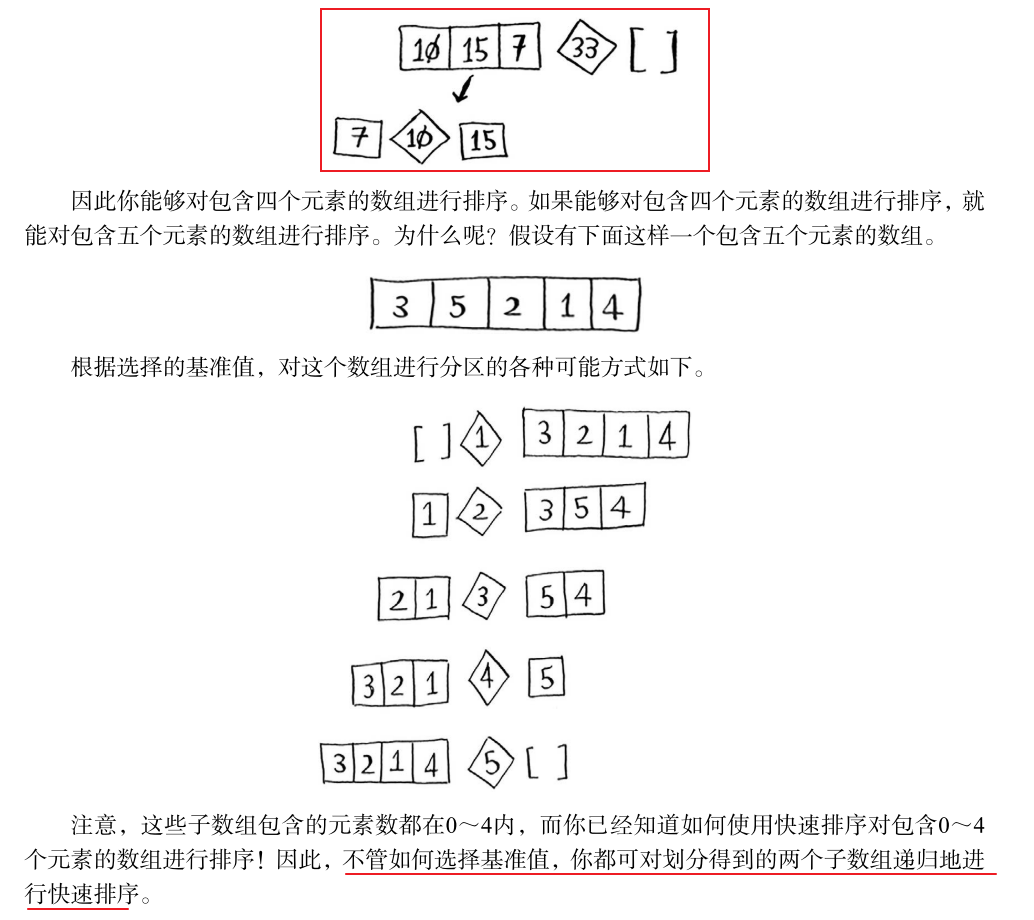 10 15 7 33 [ ]
7 10 15
因此你能够对包含四个元素的数组进行排序。如果能够对包含四个元素的数组进行排序，就
能对包含五个元素的数组进行排序。为什么呢？假设有下面这样一个包含五个元素的数组。
3 5 2 1 4
根据选择的基准值，对这个数组进行分区的各种可能方式如下。
[ ] 1 3 2 1 4
1 2 3 5 4
2 1 3 5 4
3 2 1 4 5
3 2 1 4 5 [ ]
注意，这些子数组包含的元素数都在0～4内，而你已经知道如何使用快速排序对包含0～4
个元素的数组进行排序！因此，不管如何选择基准值，你都可对划分得到的两个子数组递归地进
行快速排序。